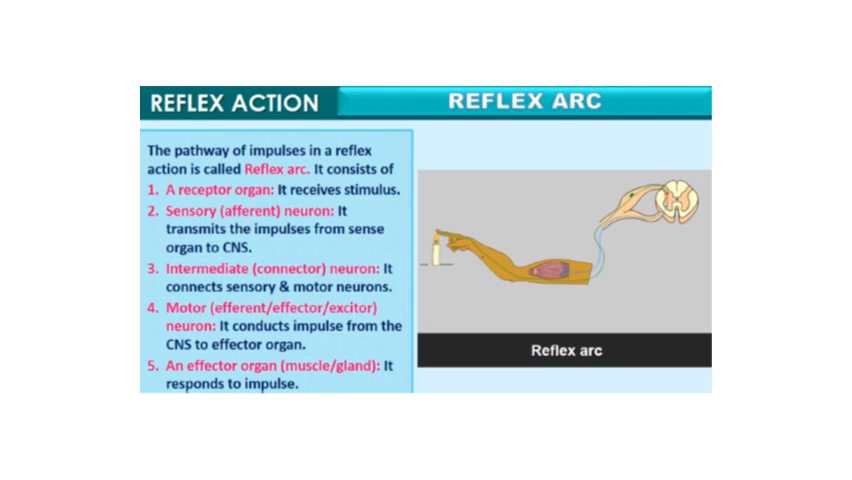 REFLEX ACTION
REFLEX ARC
The pathway of impulses in a reflex
action is called Reflex arc. It consists of
1. A receptor organ: It receives stimulus.
2. Sensory (afferent) neuron: It
transmits the impulses from sense
organ to CNS.
3. Intermediate (connector) neuron: It
connects sensory & motor neurons.
4. Motor (efferent/effector/excitor)
neuron: It conducts impulse from the
CNS to effector organ.
5. An effector organ (muscle/gland): It
responds to impulse.
Reflex arc